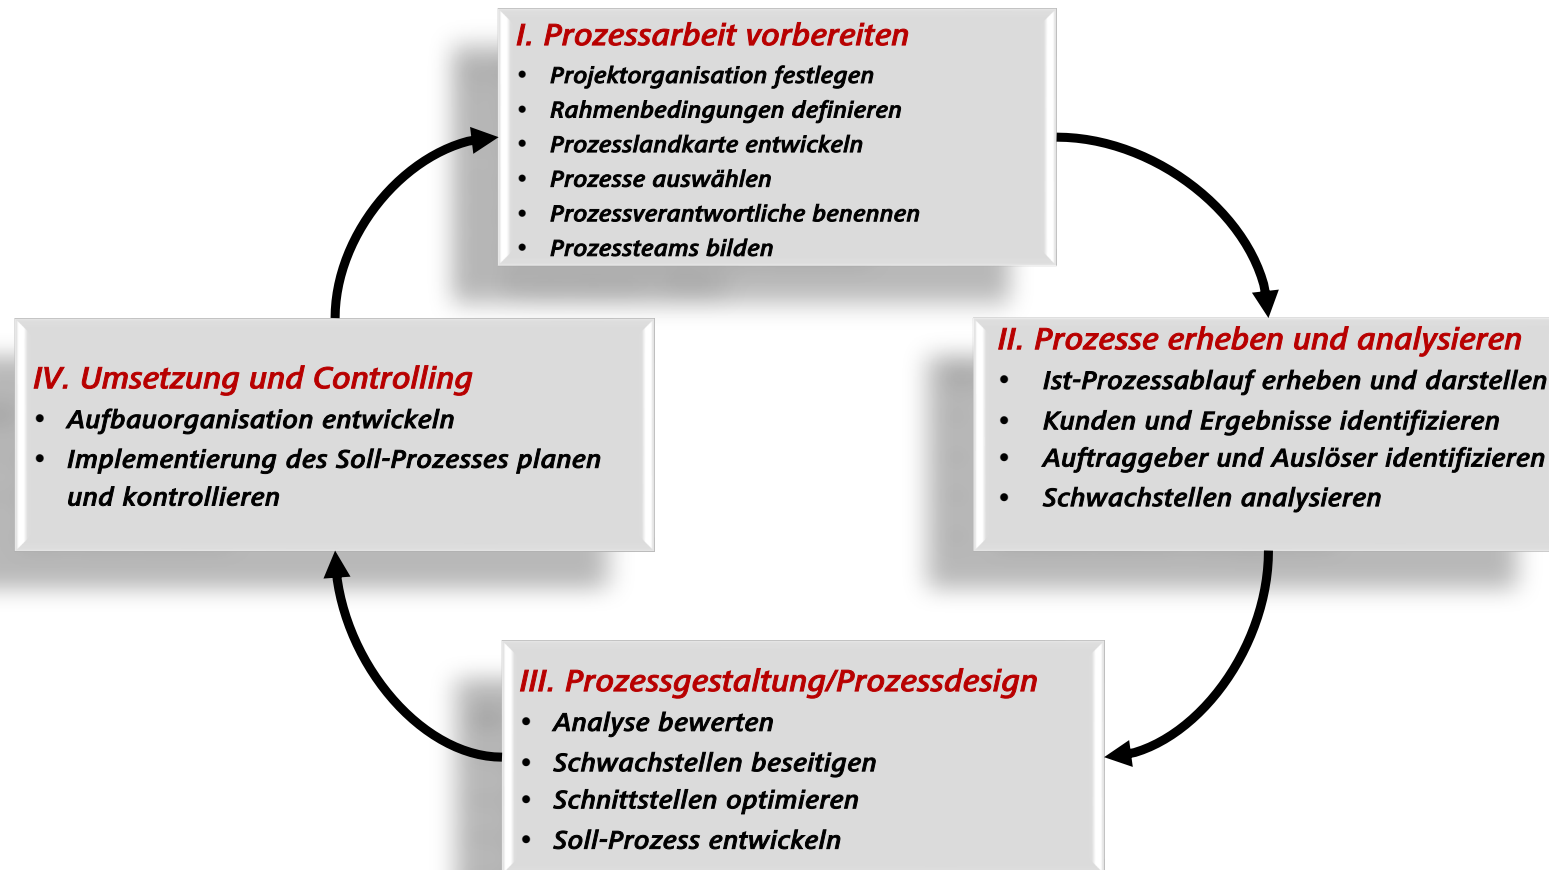 I. Prozessarbeit vorbereiten
• Projektorganisation festlegen
• Rahmenbedingungen definieren
• Prozesslandkarte entwickeln
• Prozesse auswählen
• Prozessverantwortliche benennen
• Prozessteams bilden
II. Prozesse erheben und analysieren
• Ist-Prozessablauf erheben und darstellen
• Kunden und Ergebnisse identifizieren
• Auftraggeber und Auslöser identifizieren
• Schwachstellen analysieren
III. Prozessgestaltung/Prozessdesign
• Analyse bewerten
• Schwachstellen beseitigen
• Schnittstellen optimieren
• Soll-Prozess entwickeln
IV. Umsetzung und Controlling
• Aufbauorganisation entwickeln
• Implementierung des Soll-Prozesses planen
und kontrollieren